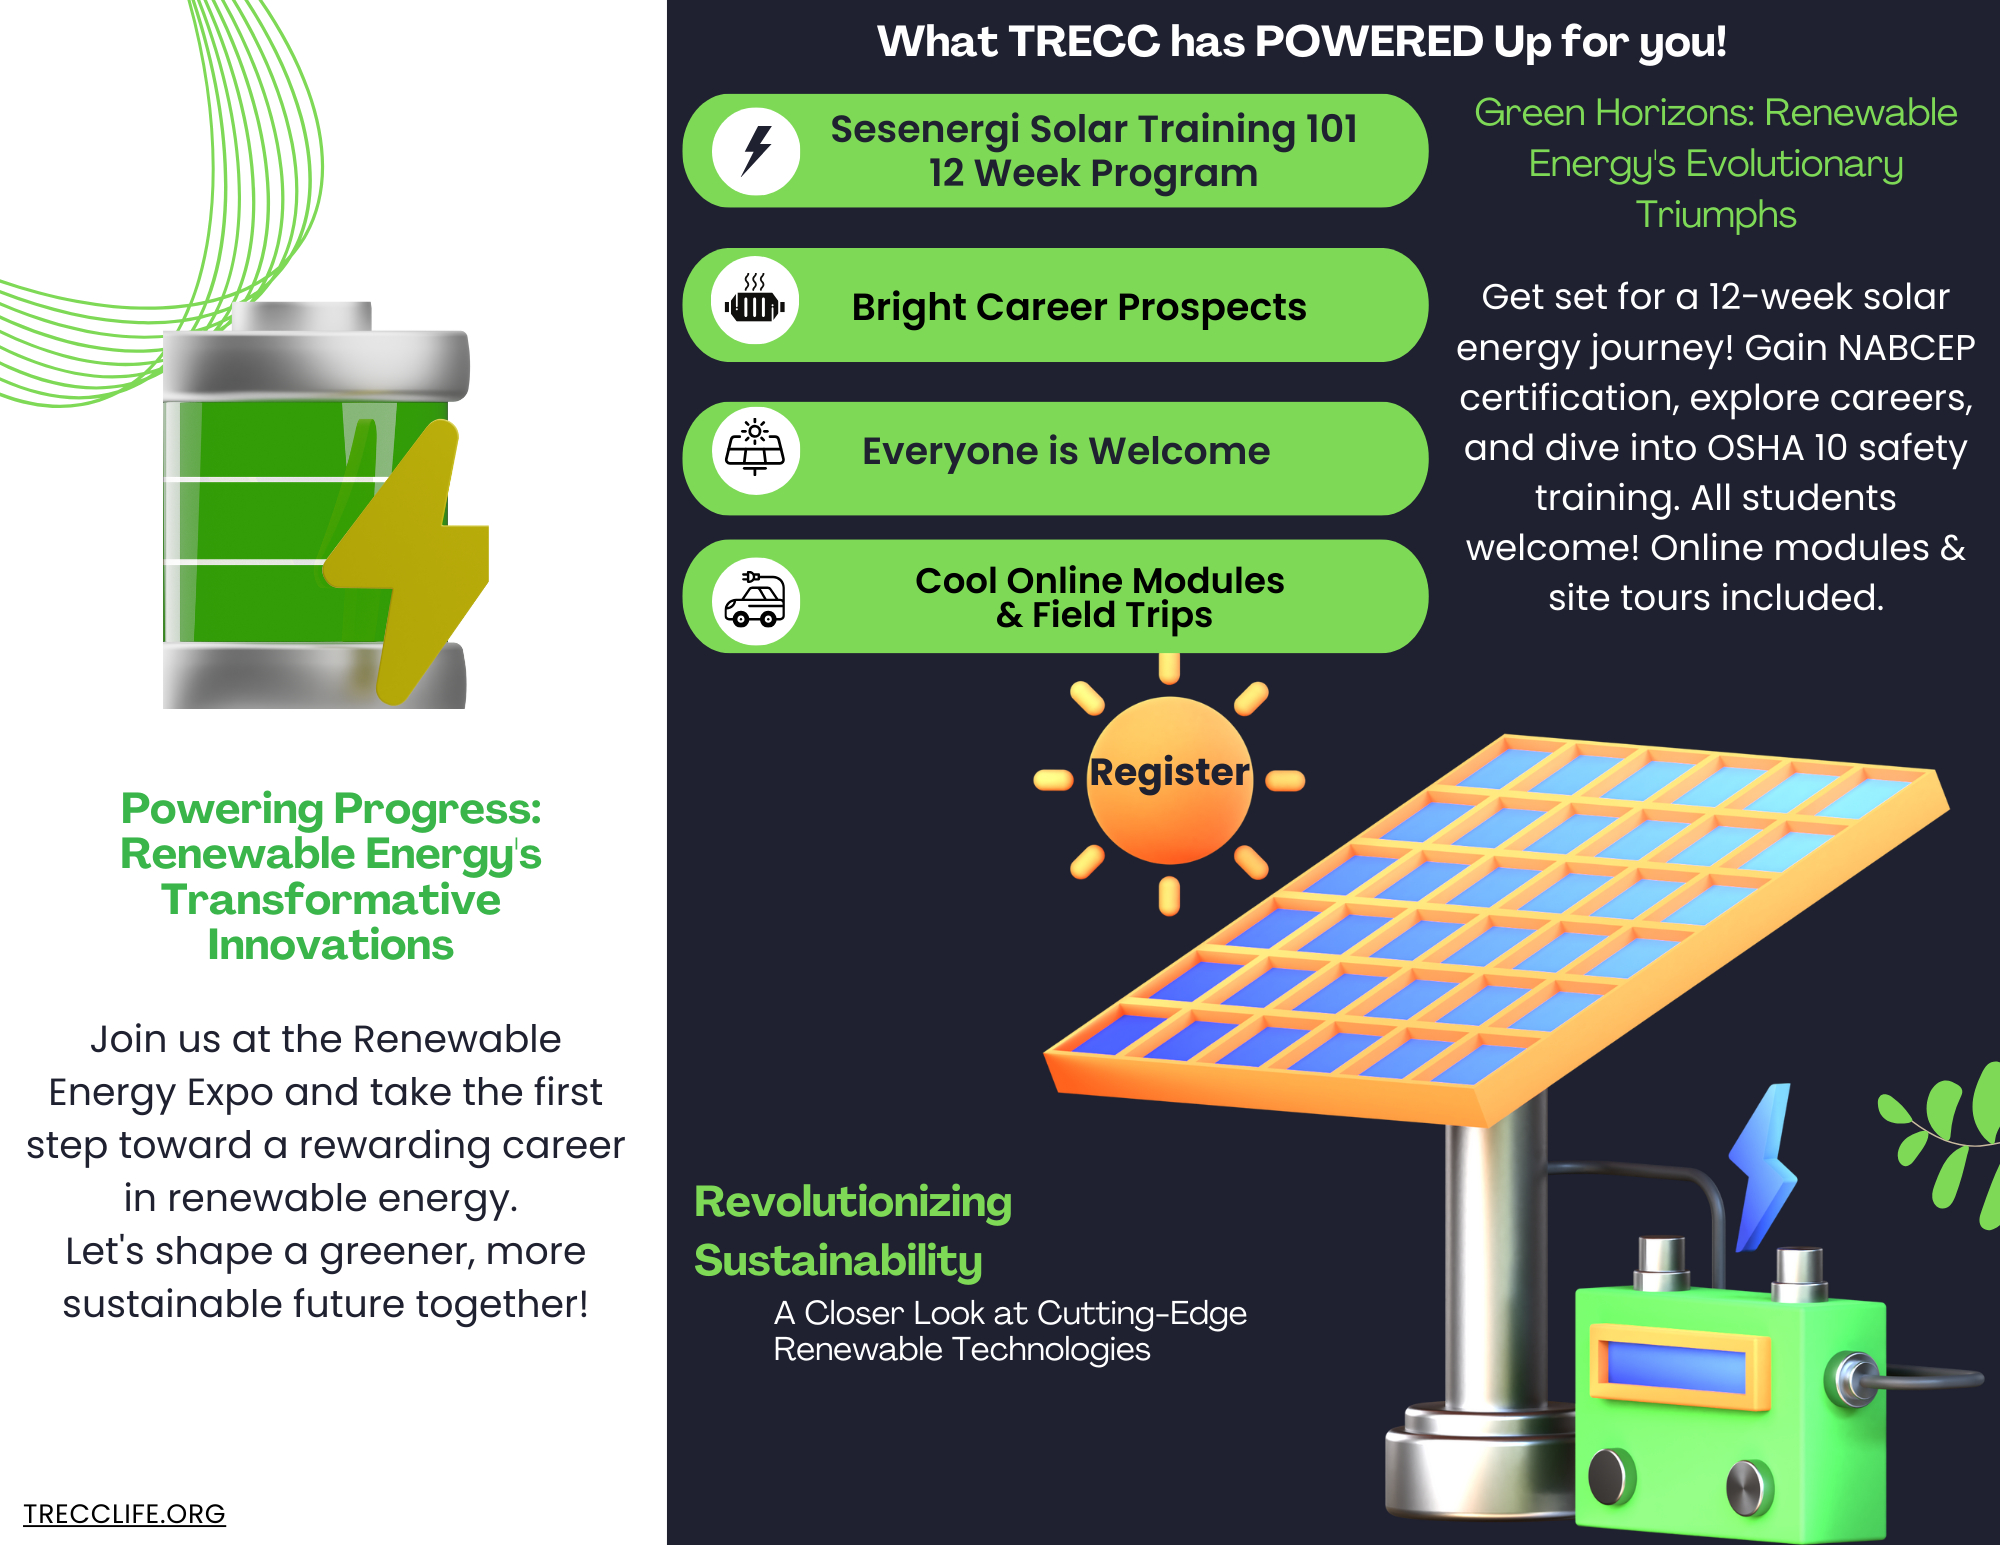 Powering Progress:
Renewable Energy's
Transformative
Innovations
Join us at the Renewable
Energy Expo and take the first
step toward a rewarding career
in renewable energy.
Let's shape a greener, more
sustainable future together!
TRECCLIFE.ORG
What TRECC has POWERED Up for you!
Sesenergi Solar Training 101
12 Week Program
Bright Career Prospects
Everyone is Welcome
Cool Online Modules
& Field Trips
Green Horizons: Renewable
Energy's Evolutionary
Triumphs
Get set for a 12-week solar
energy journey! Gain NABCEP
certification, explore careers,
and dive into OSHA 10 safety
training. All students
welcome! Online modules &
site tours included.
Register
Revolutionizing
Sustainability
A Closer Look at Cutting-Edge
Renewable Technologies